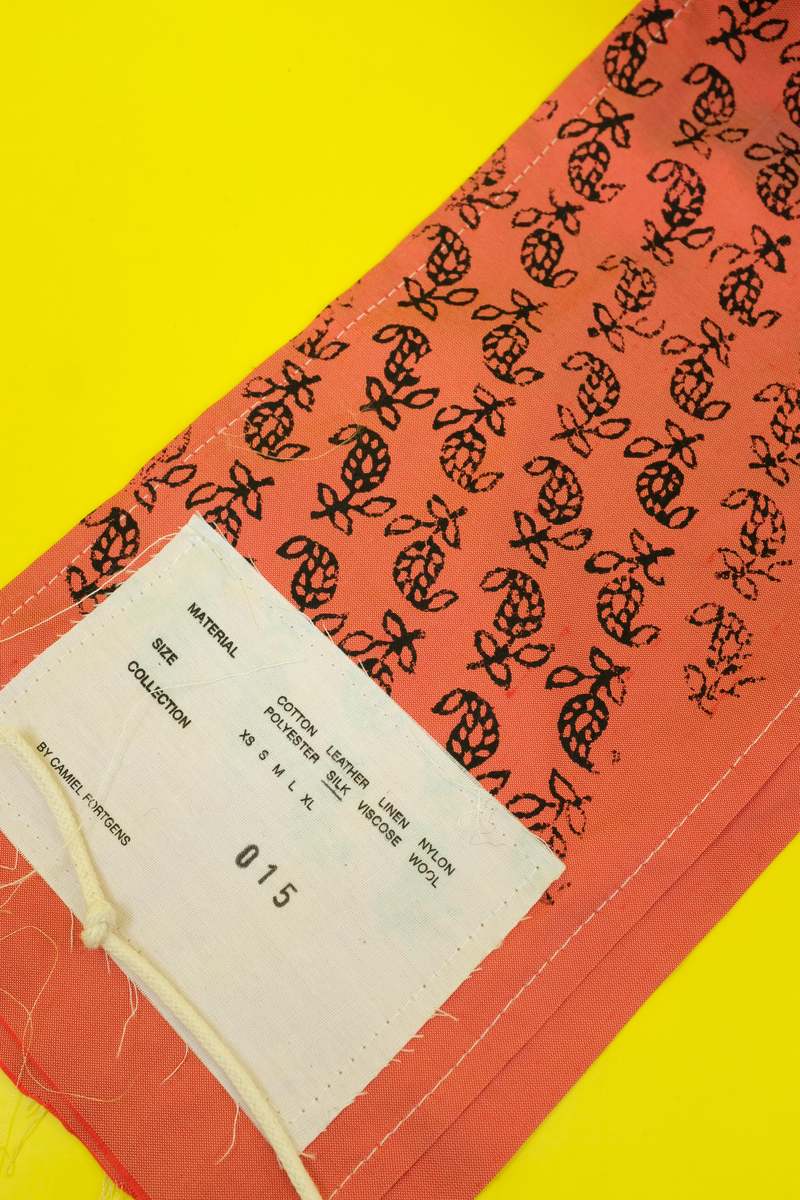 MATERIAL
COTTON LEATHER LINEN NYLON
POLYESTER SILK VISCOSE WOOL
SIZE
XS S M L XL
COLLECTION
015
BY CAMIEL FORTGENS